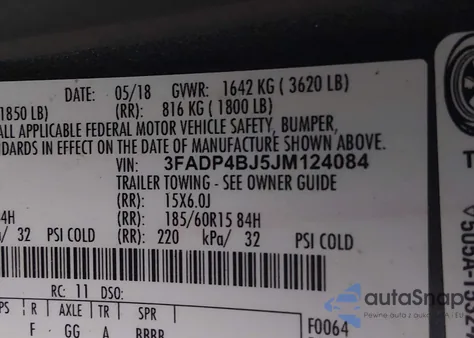 DATE: 05/18 GVWR: 1642 KG ( 3620 LB)
1850 LB) (RR): 816 KG ( 1800 LB)
ALL APPLICABLE FEDERAL MOTOR VEHICLE SAFETY, BUMPER,
NDARDS IN EFFECT ON THE DATE OF MANUFACTURE SHOWN ABOVE.
VIN: 3FADP4BJ5JM124084
TRAILER TOWING - SEE OWNER GUIDE
(RR): 15X6.0J
4H (RR): 185/60R15 84H
/ 32 PSI COLD (RR): 220 kPa/ 32 PSI COLD
RC: 11 DSO:
PS R AXLE TR SPR
F GG A BBBB
F0064
autoSnap